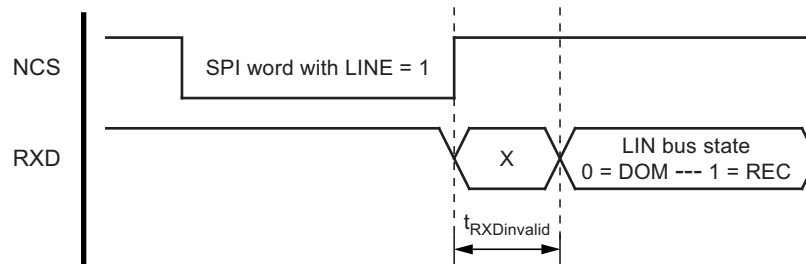 NCS
SPI word with LINE = 1
RXD
X
LIN bus state
0 = DOM --- 1 = REC
tRXDinvalid